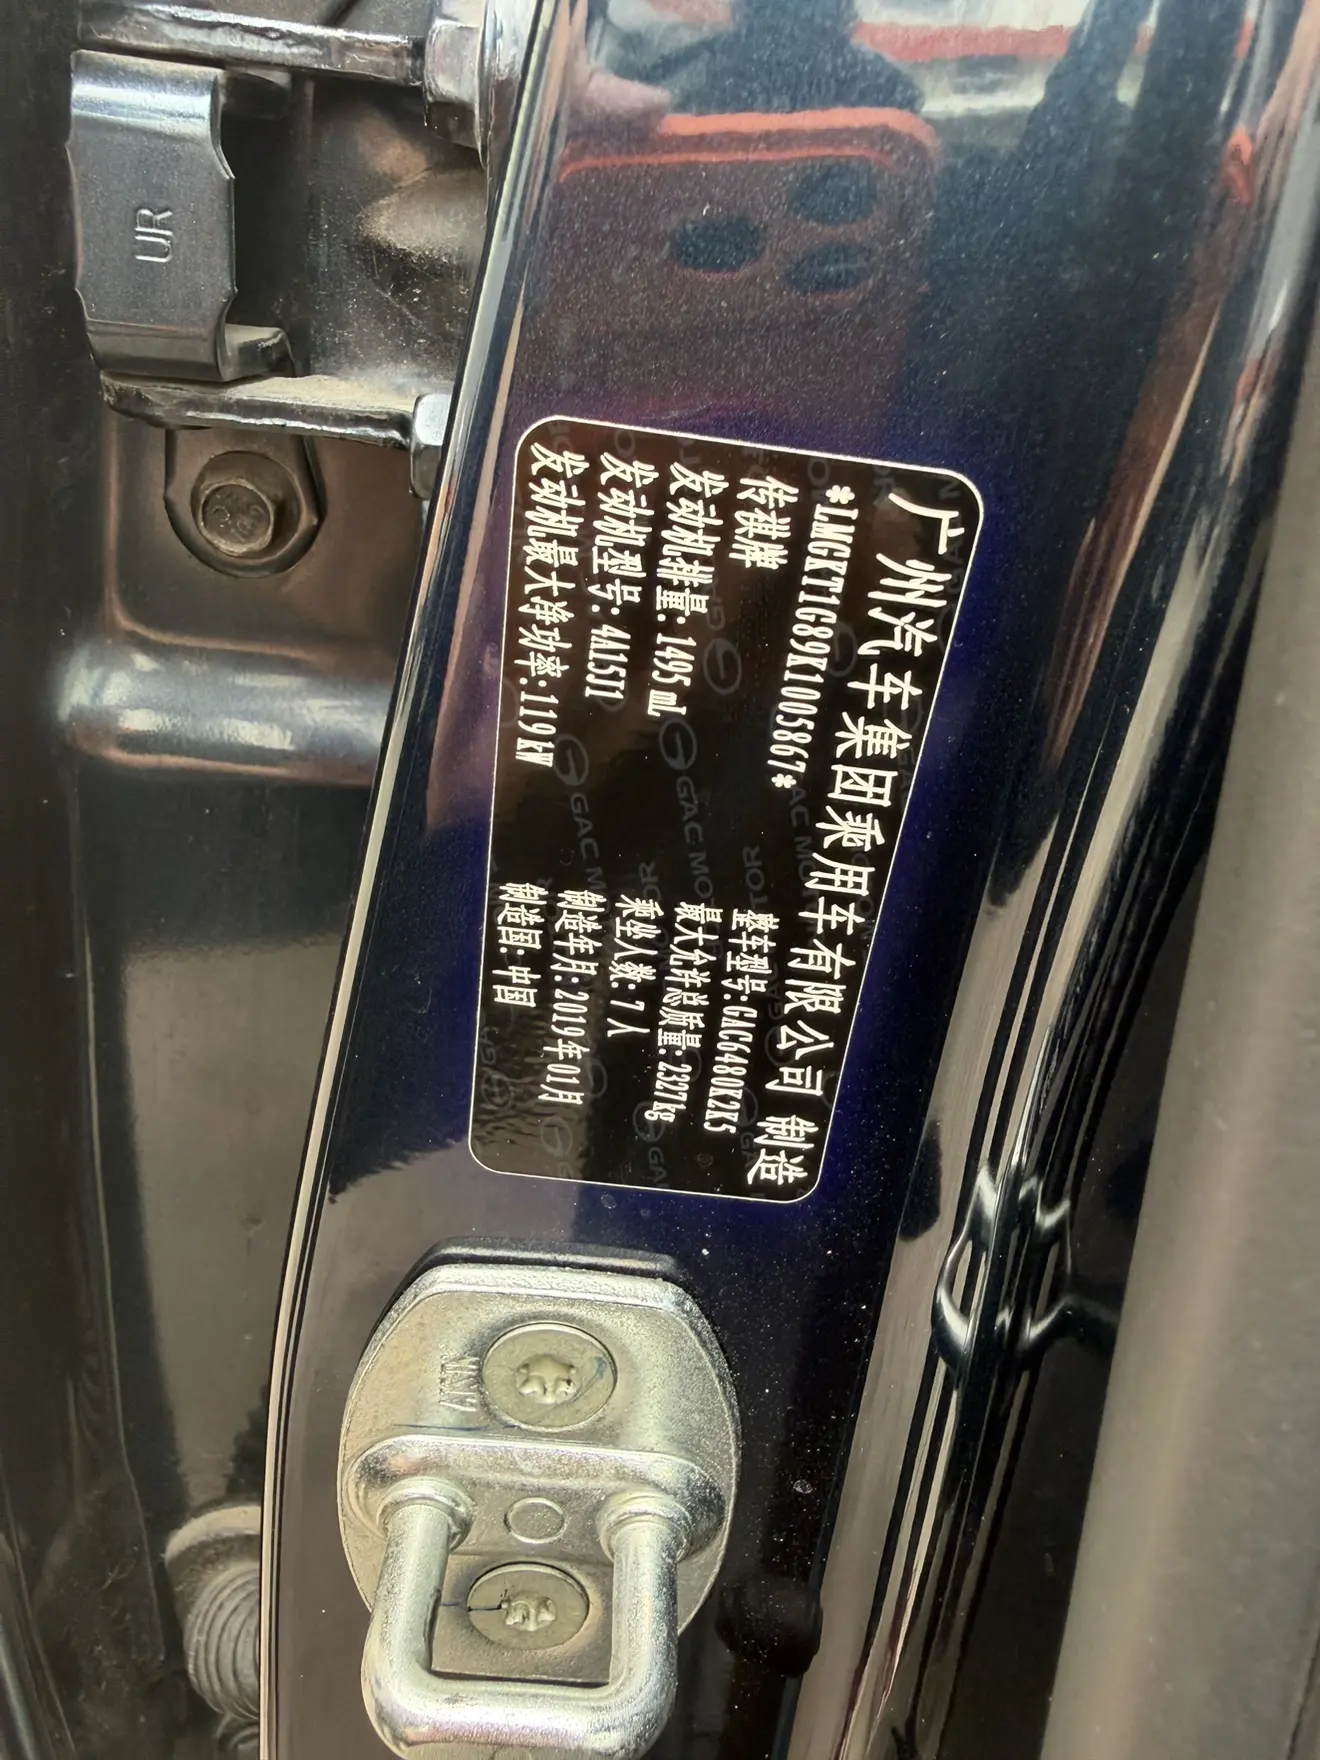 广州汽车集团乘用车有限公司 制造
*LMGKT1G89K1005867*
传祺牌 整车型号:GAC6480K2K5
发动机排量:1495 ml 最大允许总质量:2327kg
发动机型号:4A15J1 乘坐人数:7人
发动机最大净功率:119kW 制造年月:2019年01月
制造国:中国
UR
GAC MOTOR